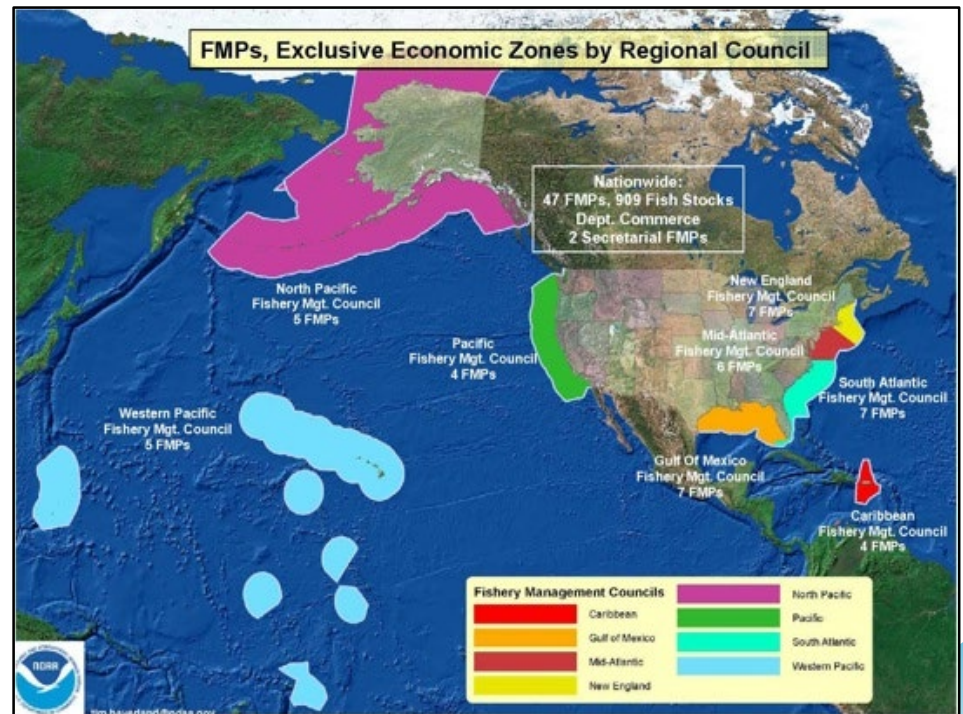 FMPs, Exclusive Economic Zones by Regional Council
Nationwide:
47 FMPs, 909 Fish Stocks
Dept. Commerce
2 Secretarial FMPs
North Pacific
Fishery Mgt. Council
5 FMPs
New England
Fishery Mgt. Council
7 FMPs
Mid-Atlantic
Fishery Mgt. Council
6 FMPs
Pacific
Fishery Mgt. Council
4 FMPs
South Atlantic
Fishery Mgt. Council
7 FMPs
Western Pacific
Fishery Mgt. Council
5 FMPs
Gulf Of Mexico
Fishery Mgt. Council
7 FMPs
Caribbean
Fishery Mgt. Council
4 FMPs
Fishery Management Councils
Caribbean
Gulf of Mexico
Mid-Atlantic
New England
North Pacific
Pacific
South Atlantic
Western Pacific
NOAA